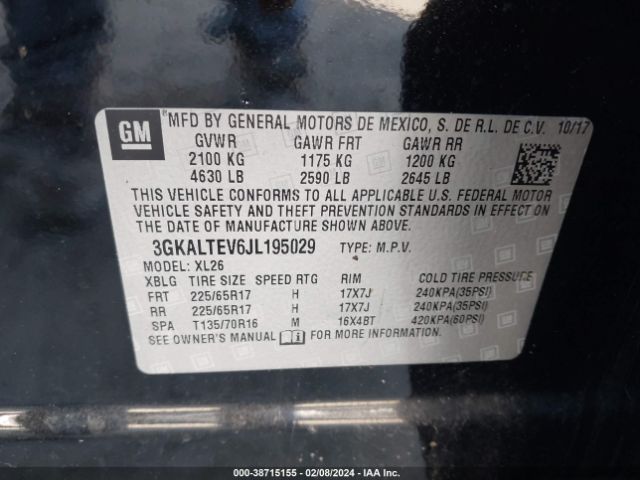 GM
MFD BY GENERAL MOTORS DE MEXICO, S. DE R.L. DE C.V. 10/17
GVWR GAWR FRT GAWR RR
2100 KG 1175 KG 1200 KG
4630 LB 2590 LB 2645 LB
THIS VEHICLE CONFORMS TO ALL APPLICABLE U.S. FEDERAL MOTOR
VEHICLE SAFETY AND THEFT PREVENTION STANDARDS IN EFFECT ON
THE DATE OF MANUFACTURE SHOWN ABOVE.
3GKALTEV6JL195029 TYPE: M.P.V.
MODEL: XL26
XBLG TIRE SIZE SPEED RTG RIM COLD TIRE PRESSURE
FRT 225/65R17 H 17X7J 240KPA(35PSI)
RR 225/65R17 H 17X7J 240KPA(35PSI)
SPA T135/70R16 M 16X4BT 420KPA(60PSI)
SEE OWNER'S MANUAL FOR MORE INFORMATION.
000-38715155 - 02/08/2024 - IAA Inc.